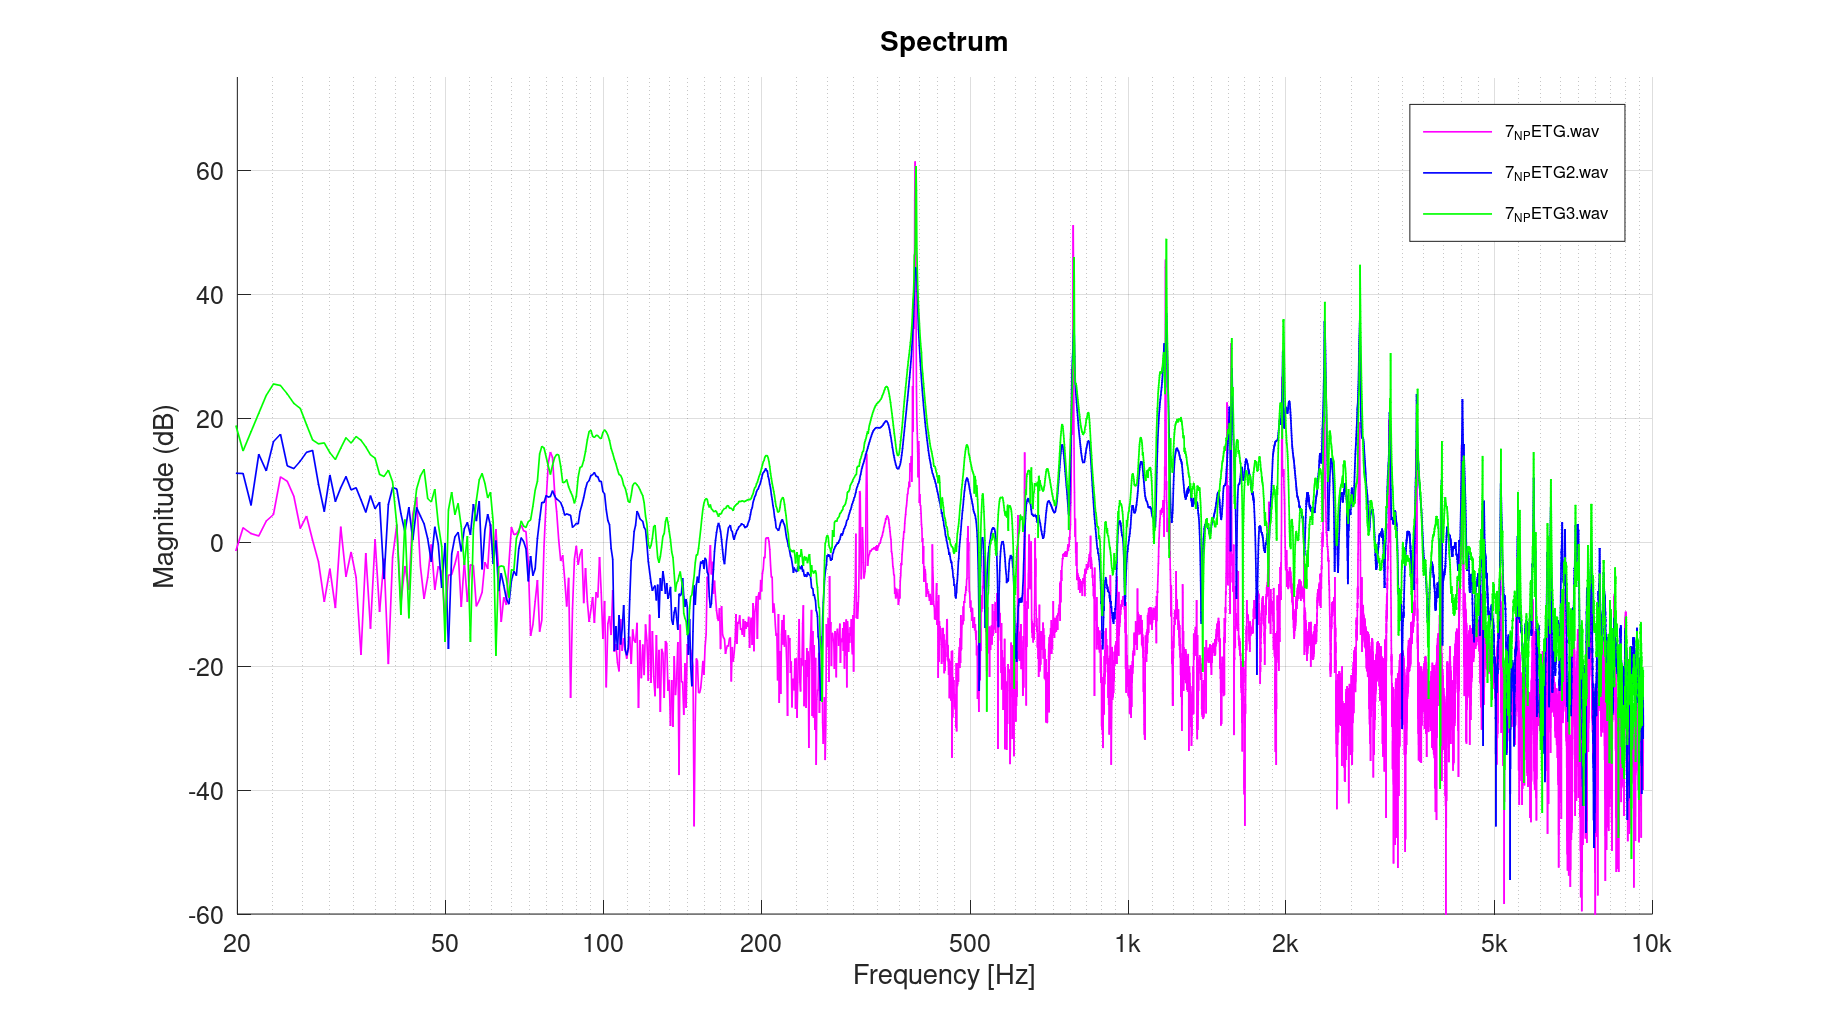 Spectrum
7NPETG.wav
7NPETG2.wav
7NPETG3.wav
Magnitude (dB)
60
40
20
0
-20
-40
-60
20 50 100 200 500 1k 2k 5k 10k
Frequency [Hz]